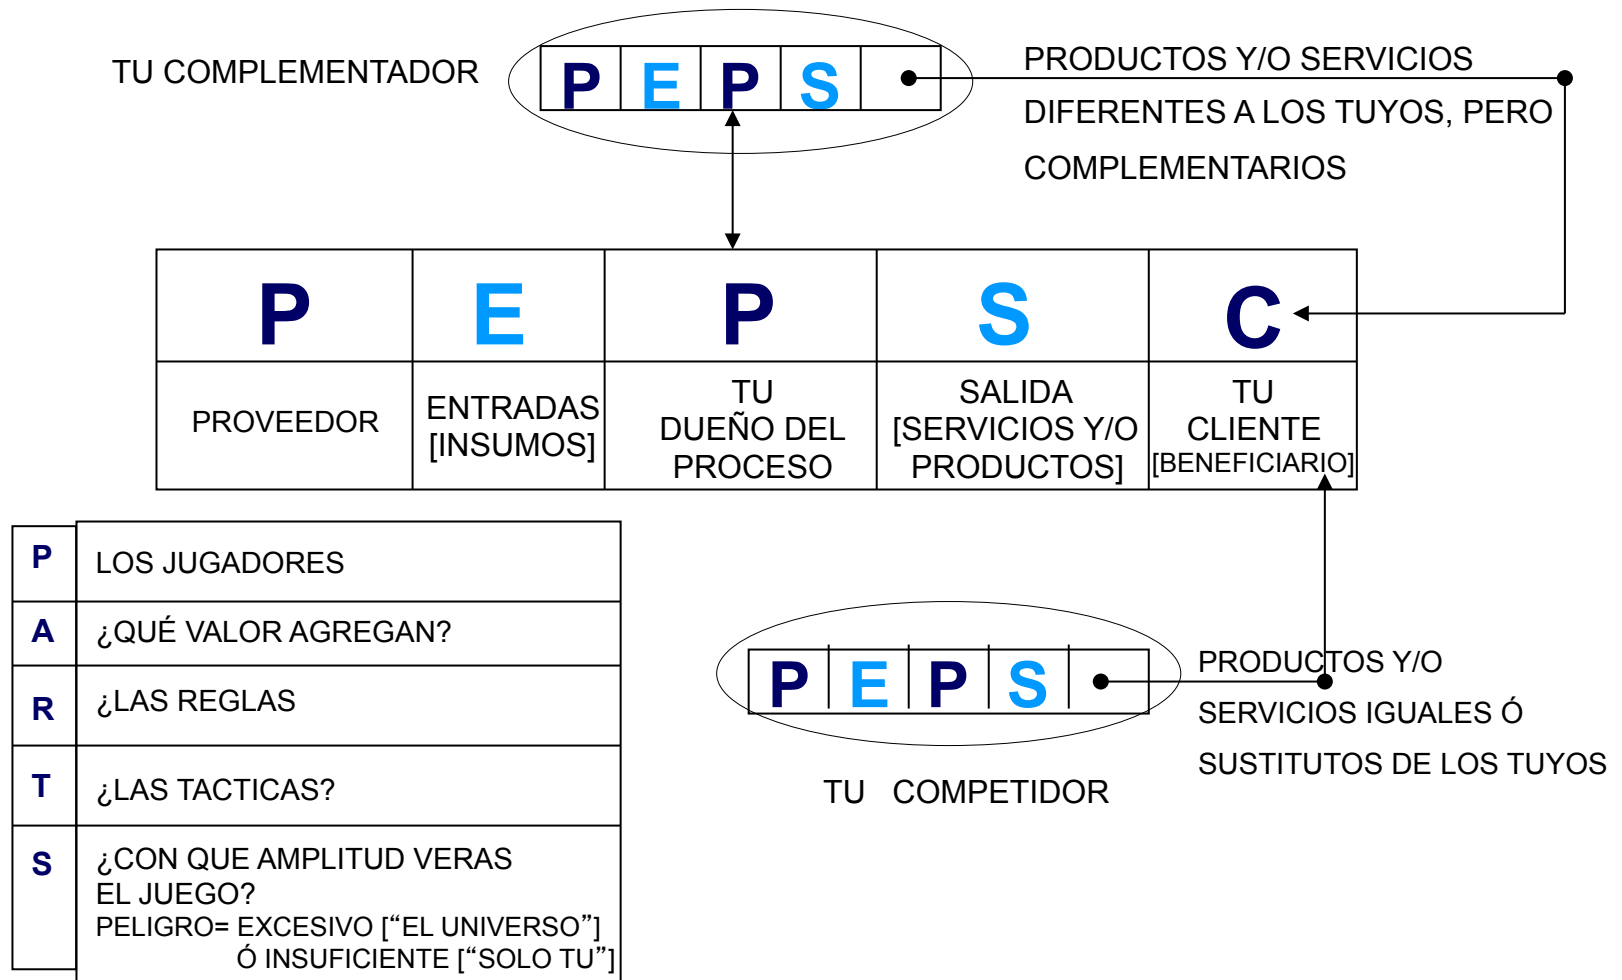 TU COMPLEMENTADOR
P E P S
PRODUCTOS Y/O SERVICIOS
DIFERENTES A LOS TUYOS, PERO
COMPLEMENTARIOS
P E P S C
PROVEEDOR
ENTRADAS
[INSUMOS]
TU
DUEÑO DEL
PROCESO
SALIDA
[SERVICIOS Y/O
PRODUCTOS]
TU
CLIENTE
[BENEFICIARIO]
P LOS JUGADORES
A ¿QUÉ VALOR AGREGAN?
R ¿LAS REGLAS
T ¿LAS TACTICAS?
S ¿CON QUE AMPLITUD VERAS
EL JUEGO?
PELIGRO= EXCESIVO [“EL UNIVERSO”]
Ó INSUFICIENTE [“SOLO TU”]
P E P S
PRODUCTOS Y/O
SERVICIOS IGUALES Ó
SUSTITUTOS DE LOS TUYOS
TU COMPETIDOR